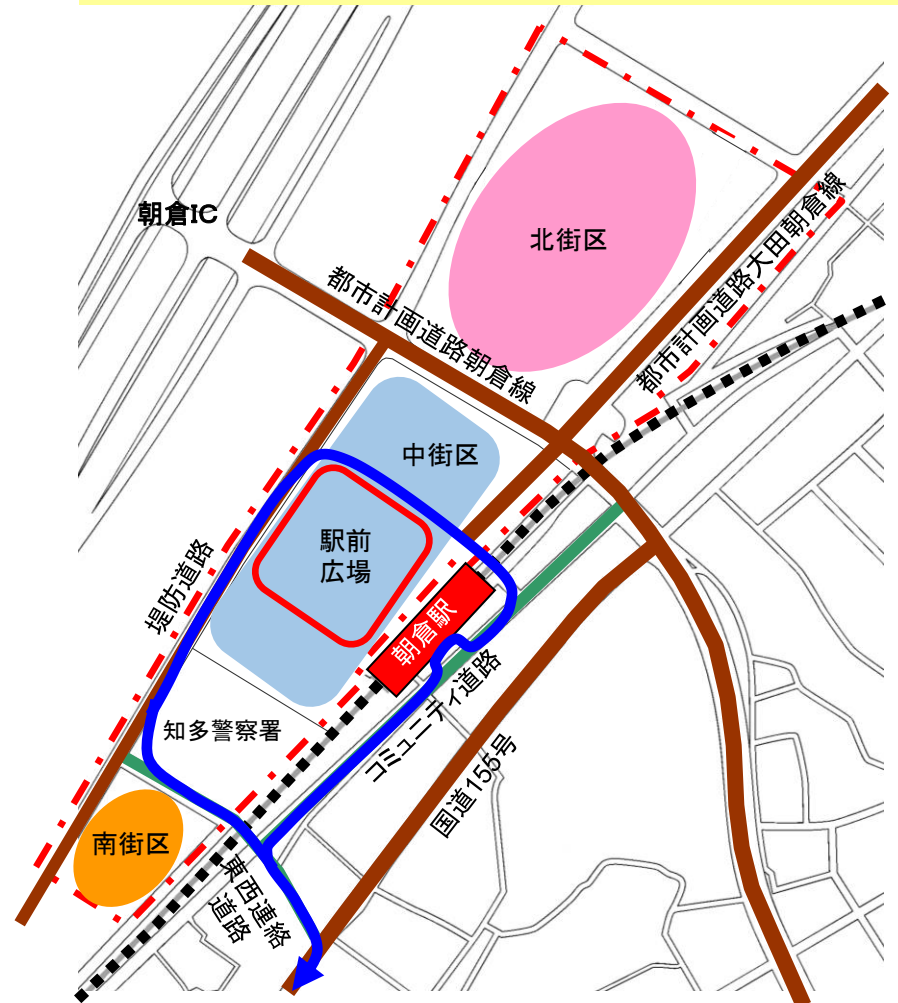 朝倉IC
北街区
都市計画道路大田朝倉線
都市計画道路朝倉線
中街区
駅前
広場
堤防道路
朝倉駅
コミューニティ道路
知多警察署
国道155号
南街区
東西連絡
道路